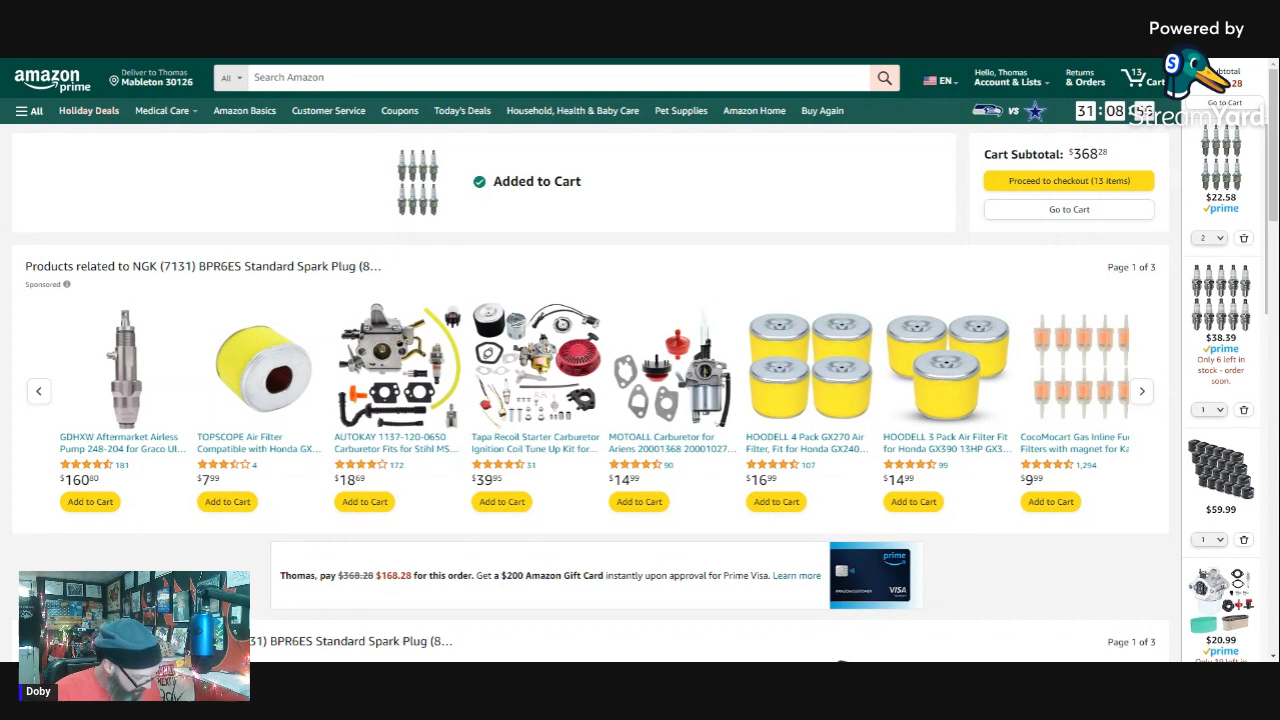 Powered by
StreamYard
amazon prime
Deliver to Thomas
Mableton 30126
All
Search Amazon
EN
Hello, Thomas
Account & Lists
Returns
& Orders
13
Cart
All
Holiday Deals
Medical Care
Amazon Basics
Customer Service
Coupons
Today's Deals
Household, Health & Baby Care
Pet Supplies
Amazon Home
Buy Again
VS
31:08:56
Go to Cart
Added to Cart
Cart Subtotal: $368.28
Proceed to checkout (13 items)
Go to Cart
$22.58
prime
2
Products related to NGK (7131) BPR6ES Standard Spark Plug (8...
Page 1 of 3
Sponsored
GDHXW Aftermarket Airless
Pump 248-204 for Graco Ul...
181
$160.80
Add to Cart
TOPSCOPE Air Filter
Compatible with Honda GX...
4
$7.99
Add to Cart
AUTOKAY 1137-120-0650
Carburetor Fits for Stihl MS...
172
$18.69
Add to Cart
Tapa Recoil Starter Carburetor
Ignition Coil Tune Up Kit for...
31
$39.95
Add to Cart
MOTOALL Carburetor for
Ariens 20001368 20001027...
90
$14.99
Add to Cart
HOODELL 4 Pack GX270 Air
Filter, Fit for Honda GX240...
107
$16.99
Add to Cart
HOODELL 3 Pack Air Filter Fit
for Honda GX390 13HP GX3...
99
$14.99
Add to Cart
CocoMocart Gas Inline Fu
Filters with magnet for Ka
1,294
$9.99
Add to Cart
$38.39
prime
Only 6 left in
stock - order
soon.
1
$59.99
1
$20.99
prime
Thomas, pay $368.28 $168.28 for this order. Get a $200 Amazon Gift Card instantly upon approval for Prime Visa. Learn more
prime
VISA
31) BPR6ES Standard Spark Plug (8...
Page 1 of 3
Doby